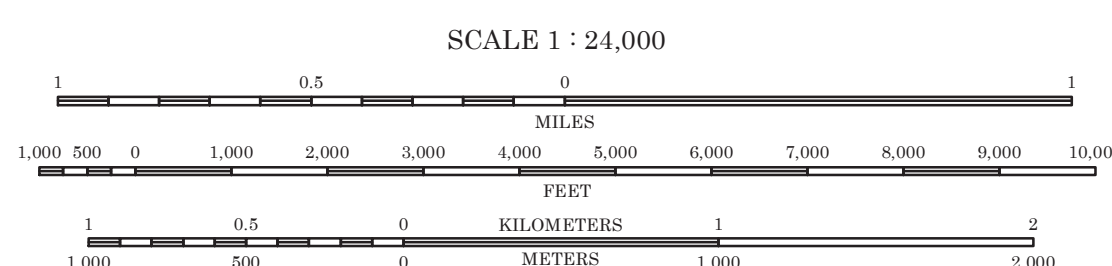 SCALE 1 : 24,000
1 0.5 0 1
MILES
1,000 500 0 1,000 2,000 3,000 4,000 5,000 6,000 7,000 8,000 9,000 10,00
FEET
1 0.5 0 KILOMETERS 1 2
1,000 500 0 METERS 1,000 2,000